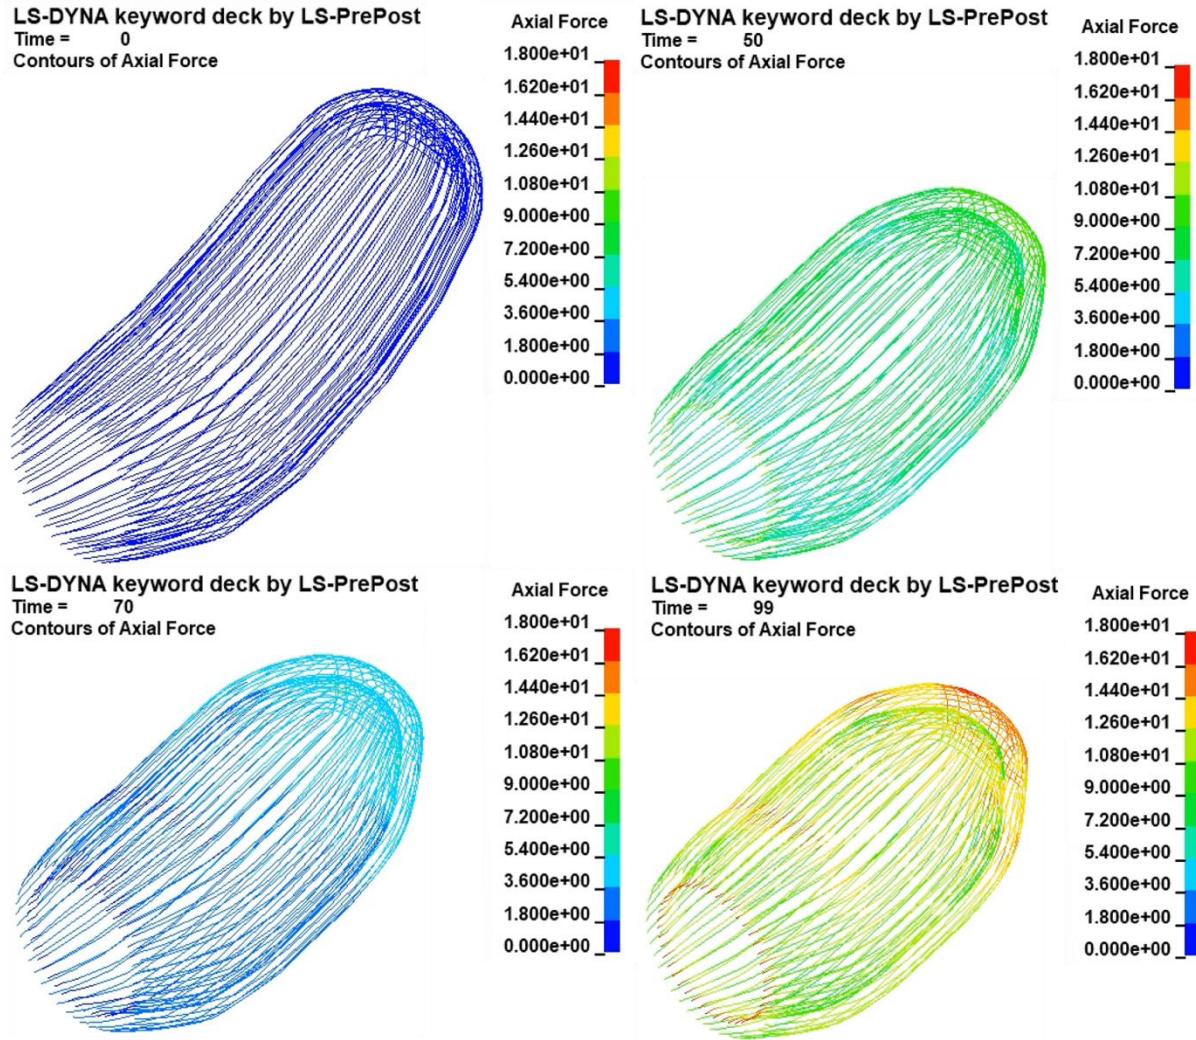 LS-DYNA keyword deck by LS-PrePost
Time = 0
Contours of Axial Force
Axial Force
1.800e+01
1.620e+01
1.440e+01
1.260e+01
1.080e+01
9.000e+00
7.200e+00
5.400e+00
3.600e+00
1.800e+00
0.000e+00
LS-DYNA keyword deck by LS-PrePost
Time = 50
Contours of Axial Force
Axial Force
1.800e+01
1.620e+01
1.440e+01
1.260e+01
1.080e+01
9.000e+00
7.200e+00
5.400e+00
3.600e+00
1.800e+00
0.000e+00
LS-DYNA keyword deck by LS-PrePost
Time = 70
Contours of Axial Force
Axial Force
1.800e+01
1.620e+01
1.440e+01
1.260e+01
1.080e+01
9.000e+00
7.200e+00
5.400e+00
3.600e+00
1.800e+00
0.000e+00
LS-DYNA keyword deck by LS-PrePost
Time = 99
Contours of Axial Force
Axial Force
1.800e+01
1.620e+01
1.440e+01
1.260e+01
1.080e+01
9.000e+00
7.200e+00
5.400e+00
3.600e+00
1.800e+00
0.000e+00